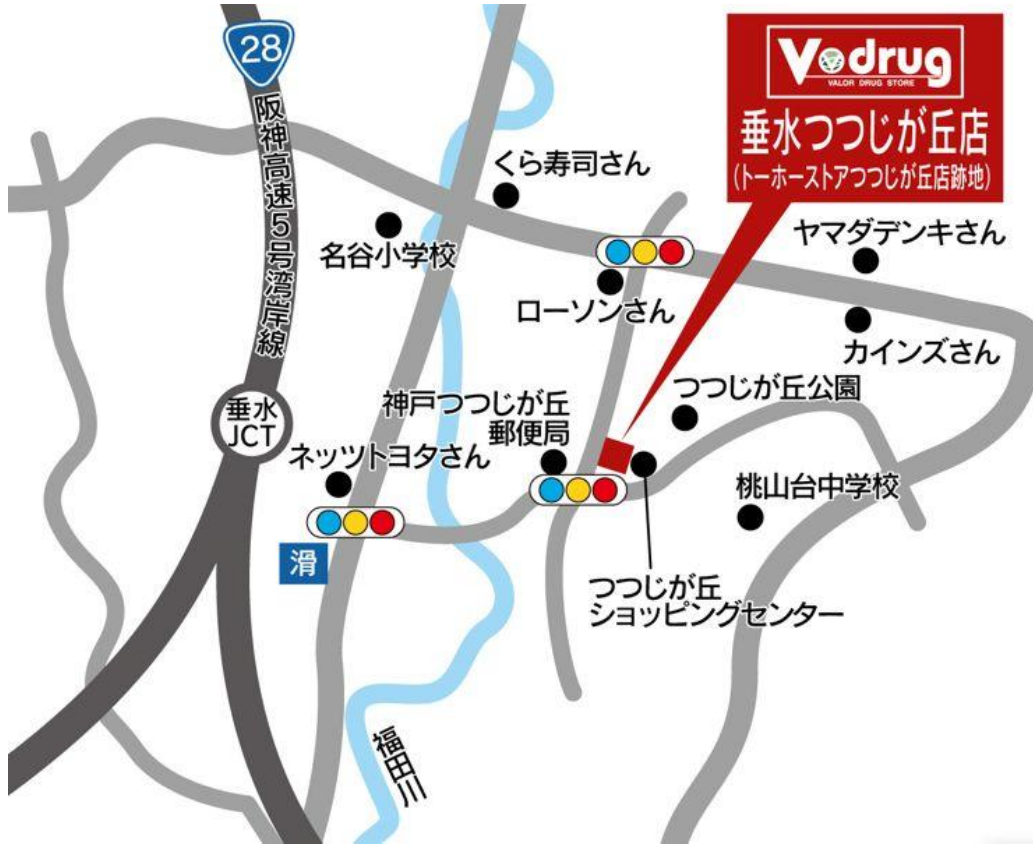 28
阪神高速5号湾岸線
Vdrug
VALOR DRUG STORE
垂水つつじが丘店
(トーホーストアつつじが丘店跡地)
くら寿司さん
名谷小学校
ヤマダデンキさん
ローソンさん
カインズさん
つつじが丘公園
垂水
JCT
神戸つつじが丘
郵便局
ネッツトヨタさん
桃山台中学校
滑
つつじが丘
ショッピングセンター
福田川